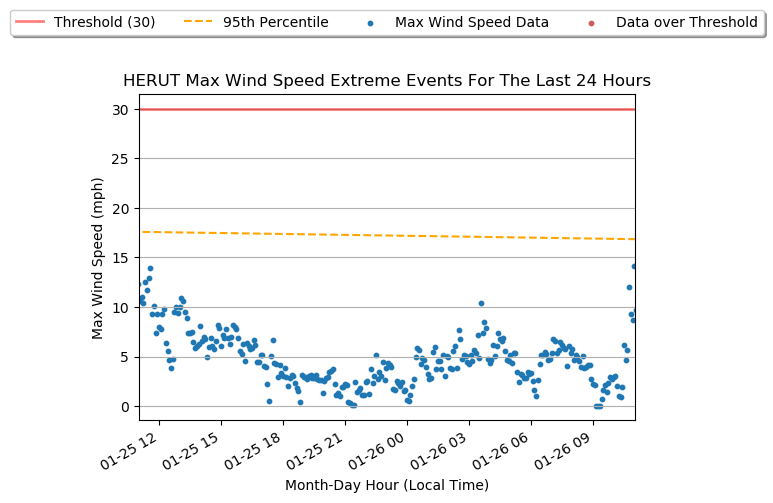 Threshold (30) 95th Percentile Max Wind Speed Data Data over Threshold
HERUT Max Wind Speed Extreme Events For The Last 24 Hours
Max Wind Speed (mph)
30
25
20
15
10
5
0
01-25 12 01-25 15 01-25 18 01-25 21 01-26 00 01-26 03 01-26 06 01-26 09
Month-Day Hour (Local Time)